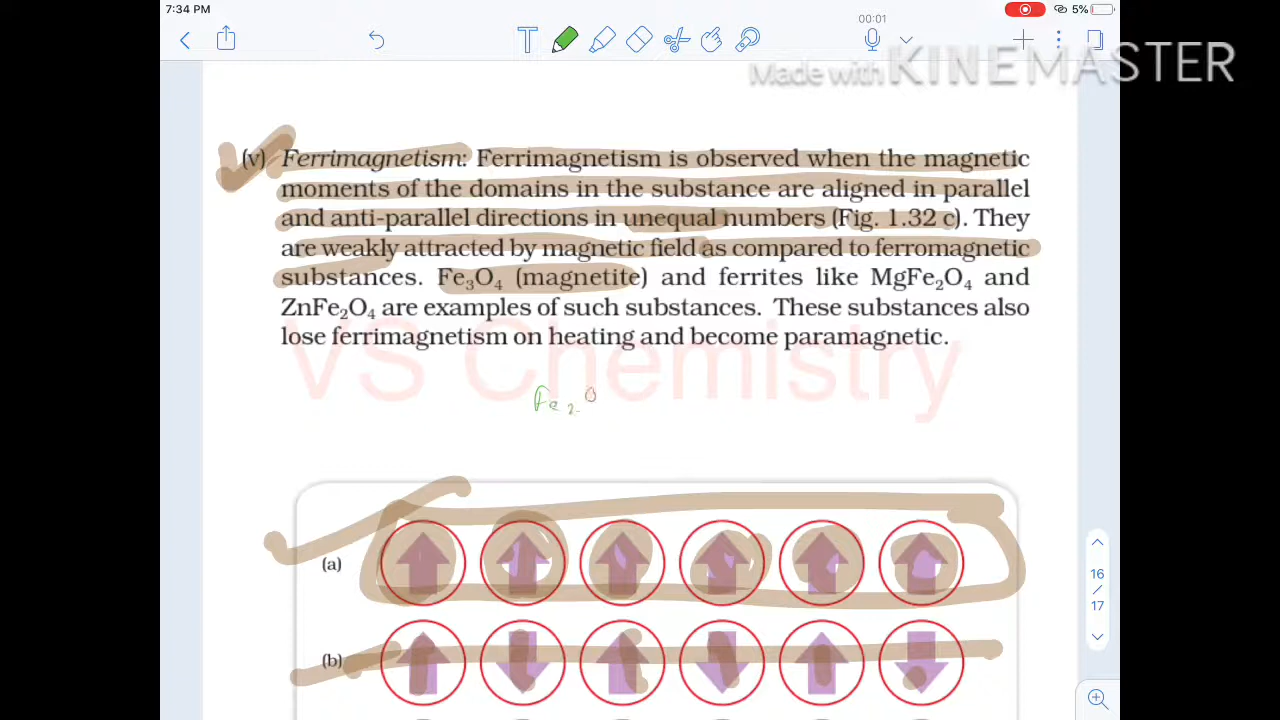 7:34 PM
5%
00:01
Made with KINEMASTER
(v) Ferrimagnetism: Ferrimagnetism is observed when the magnetic
moments of the domains in the substance are aligned in parallel
and anti-parallel directions in unequal numbers (Fig. 1.32 c). They
are weakly attracted by magnetic field as compared to ferromagnetic
substances. Fe₃O₄ (magnetite) and ferrites like MgFe₂O₄ and
ZnFe₂O₄ are examples of such substances. These substances also
lose ferrimagnetism on heating and become paramagnetic.
VS Chemistry
Fe₂O
(a)
16
/
17
(b)